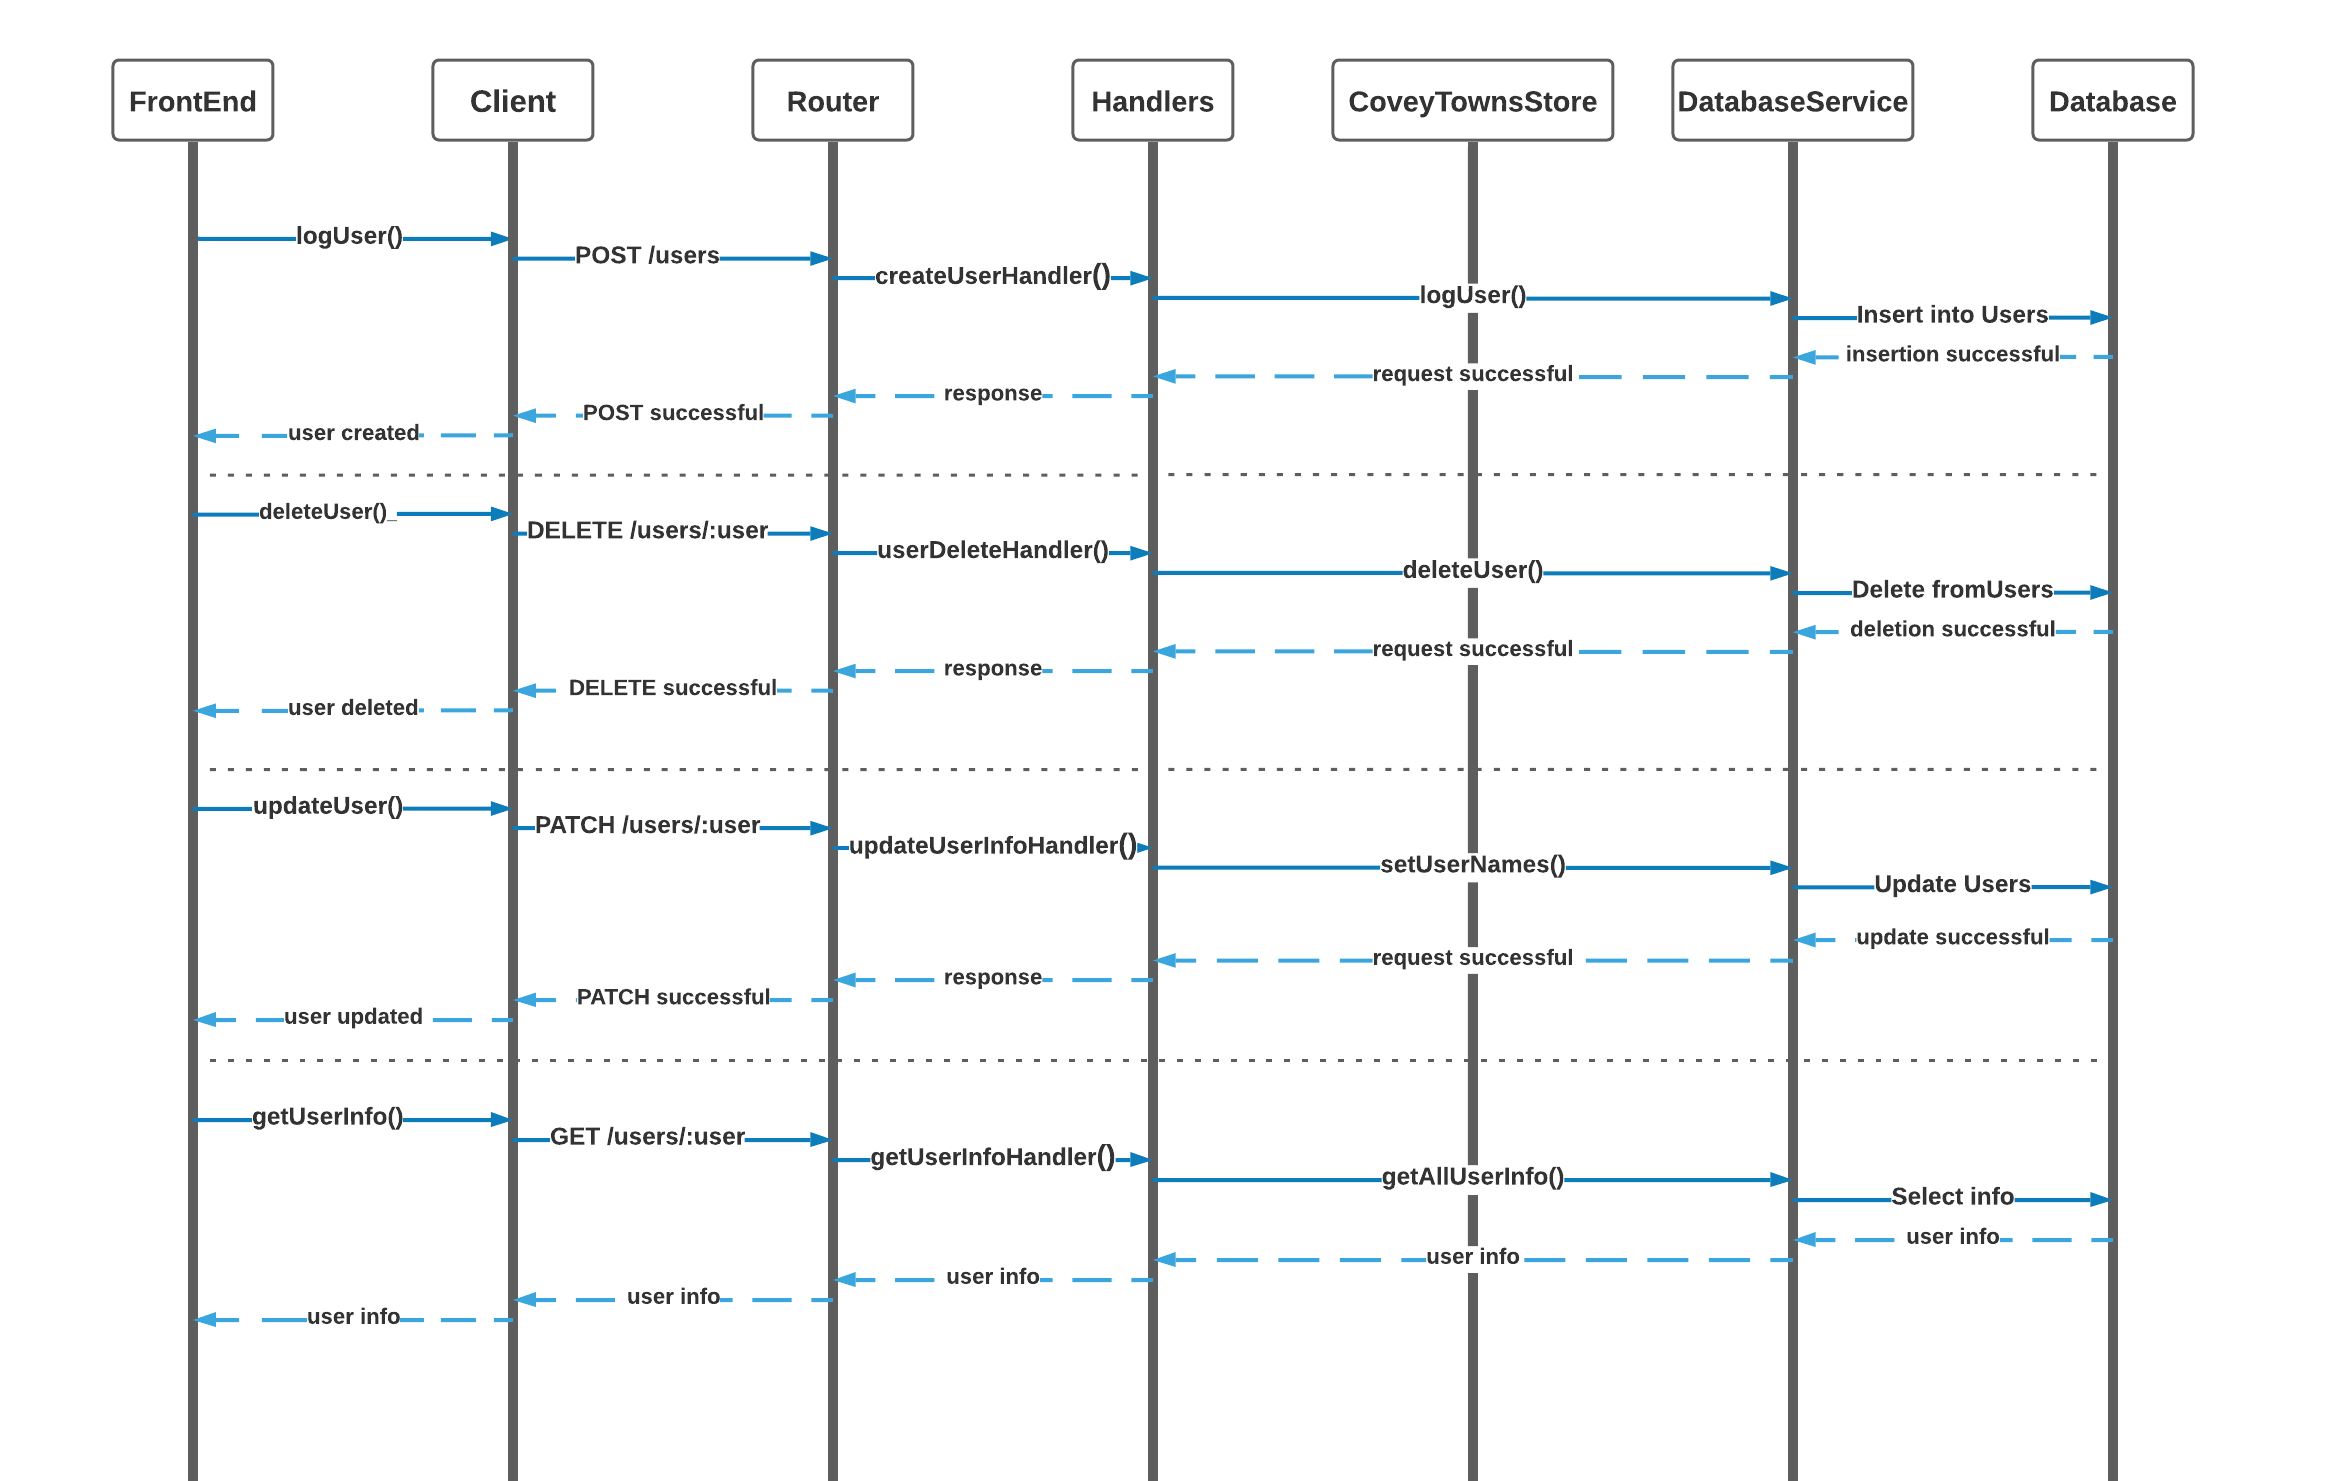 FrontEnd
Client
Router
Handlers
CoveyTownsStore
DatabaseService
Database
logUser()
POST /users
createUserHandler()
logUser()
Insert into Users
insertion successful
request successful
response
POST successful
user created
deleteUser()_
DELETE /users/:user
userDeleteHandler()
deleteUser()
Delete fromUsers
deletion successful
request successful
response
DELETE successful
user deleted
updateUser()
PATCH /users/:user
updateUserInfoHandler()
setUserNames()
Update Users
update successful
request successful
response
PATCH successful
user updated
getUserInfo()
GET /users/:user
getUserInfoHandler()
getAllUserInfo()
Select info
user info
user info
user info
user info
user info